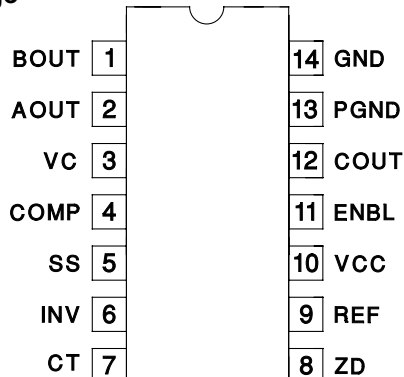 BOUT 1 14 GND
AOUT 2 13 PGND
VC 3 12 COUT
COMP 4 11 ENBL
SS 5 10 VCC
INV 6 9 REF
CT 7 8 ZD